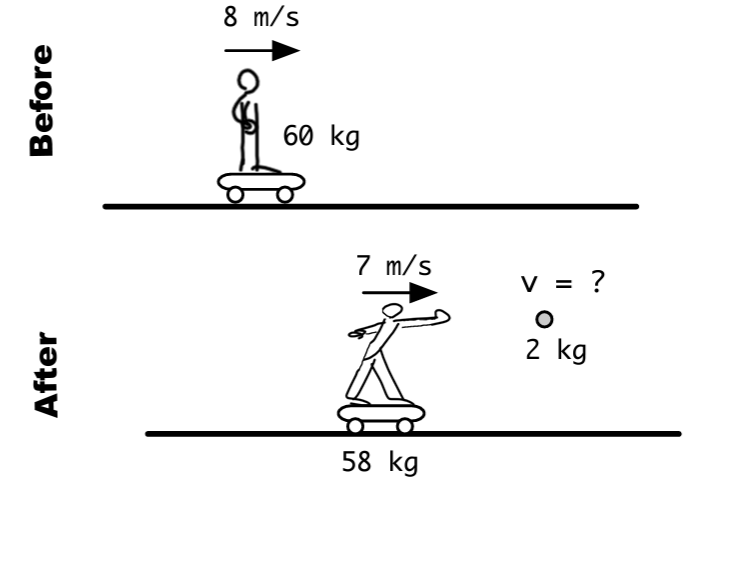 Before
8 m/s
60 kg
After
7 m/s
v = ?
2 kg
58 kg